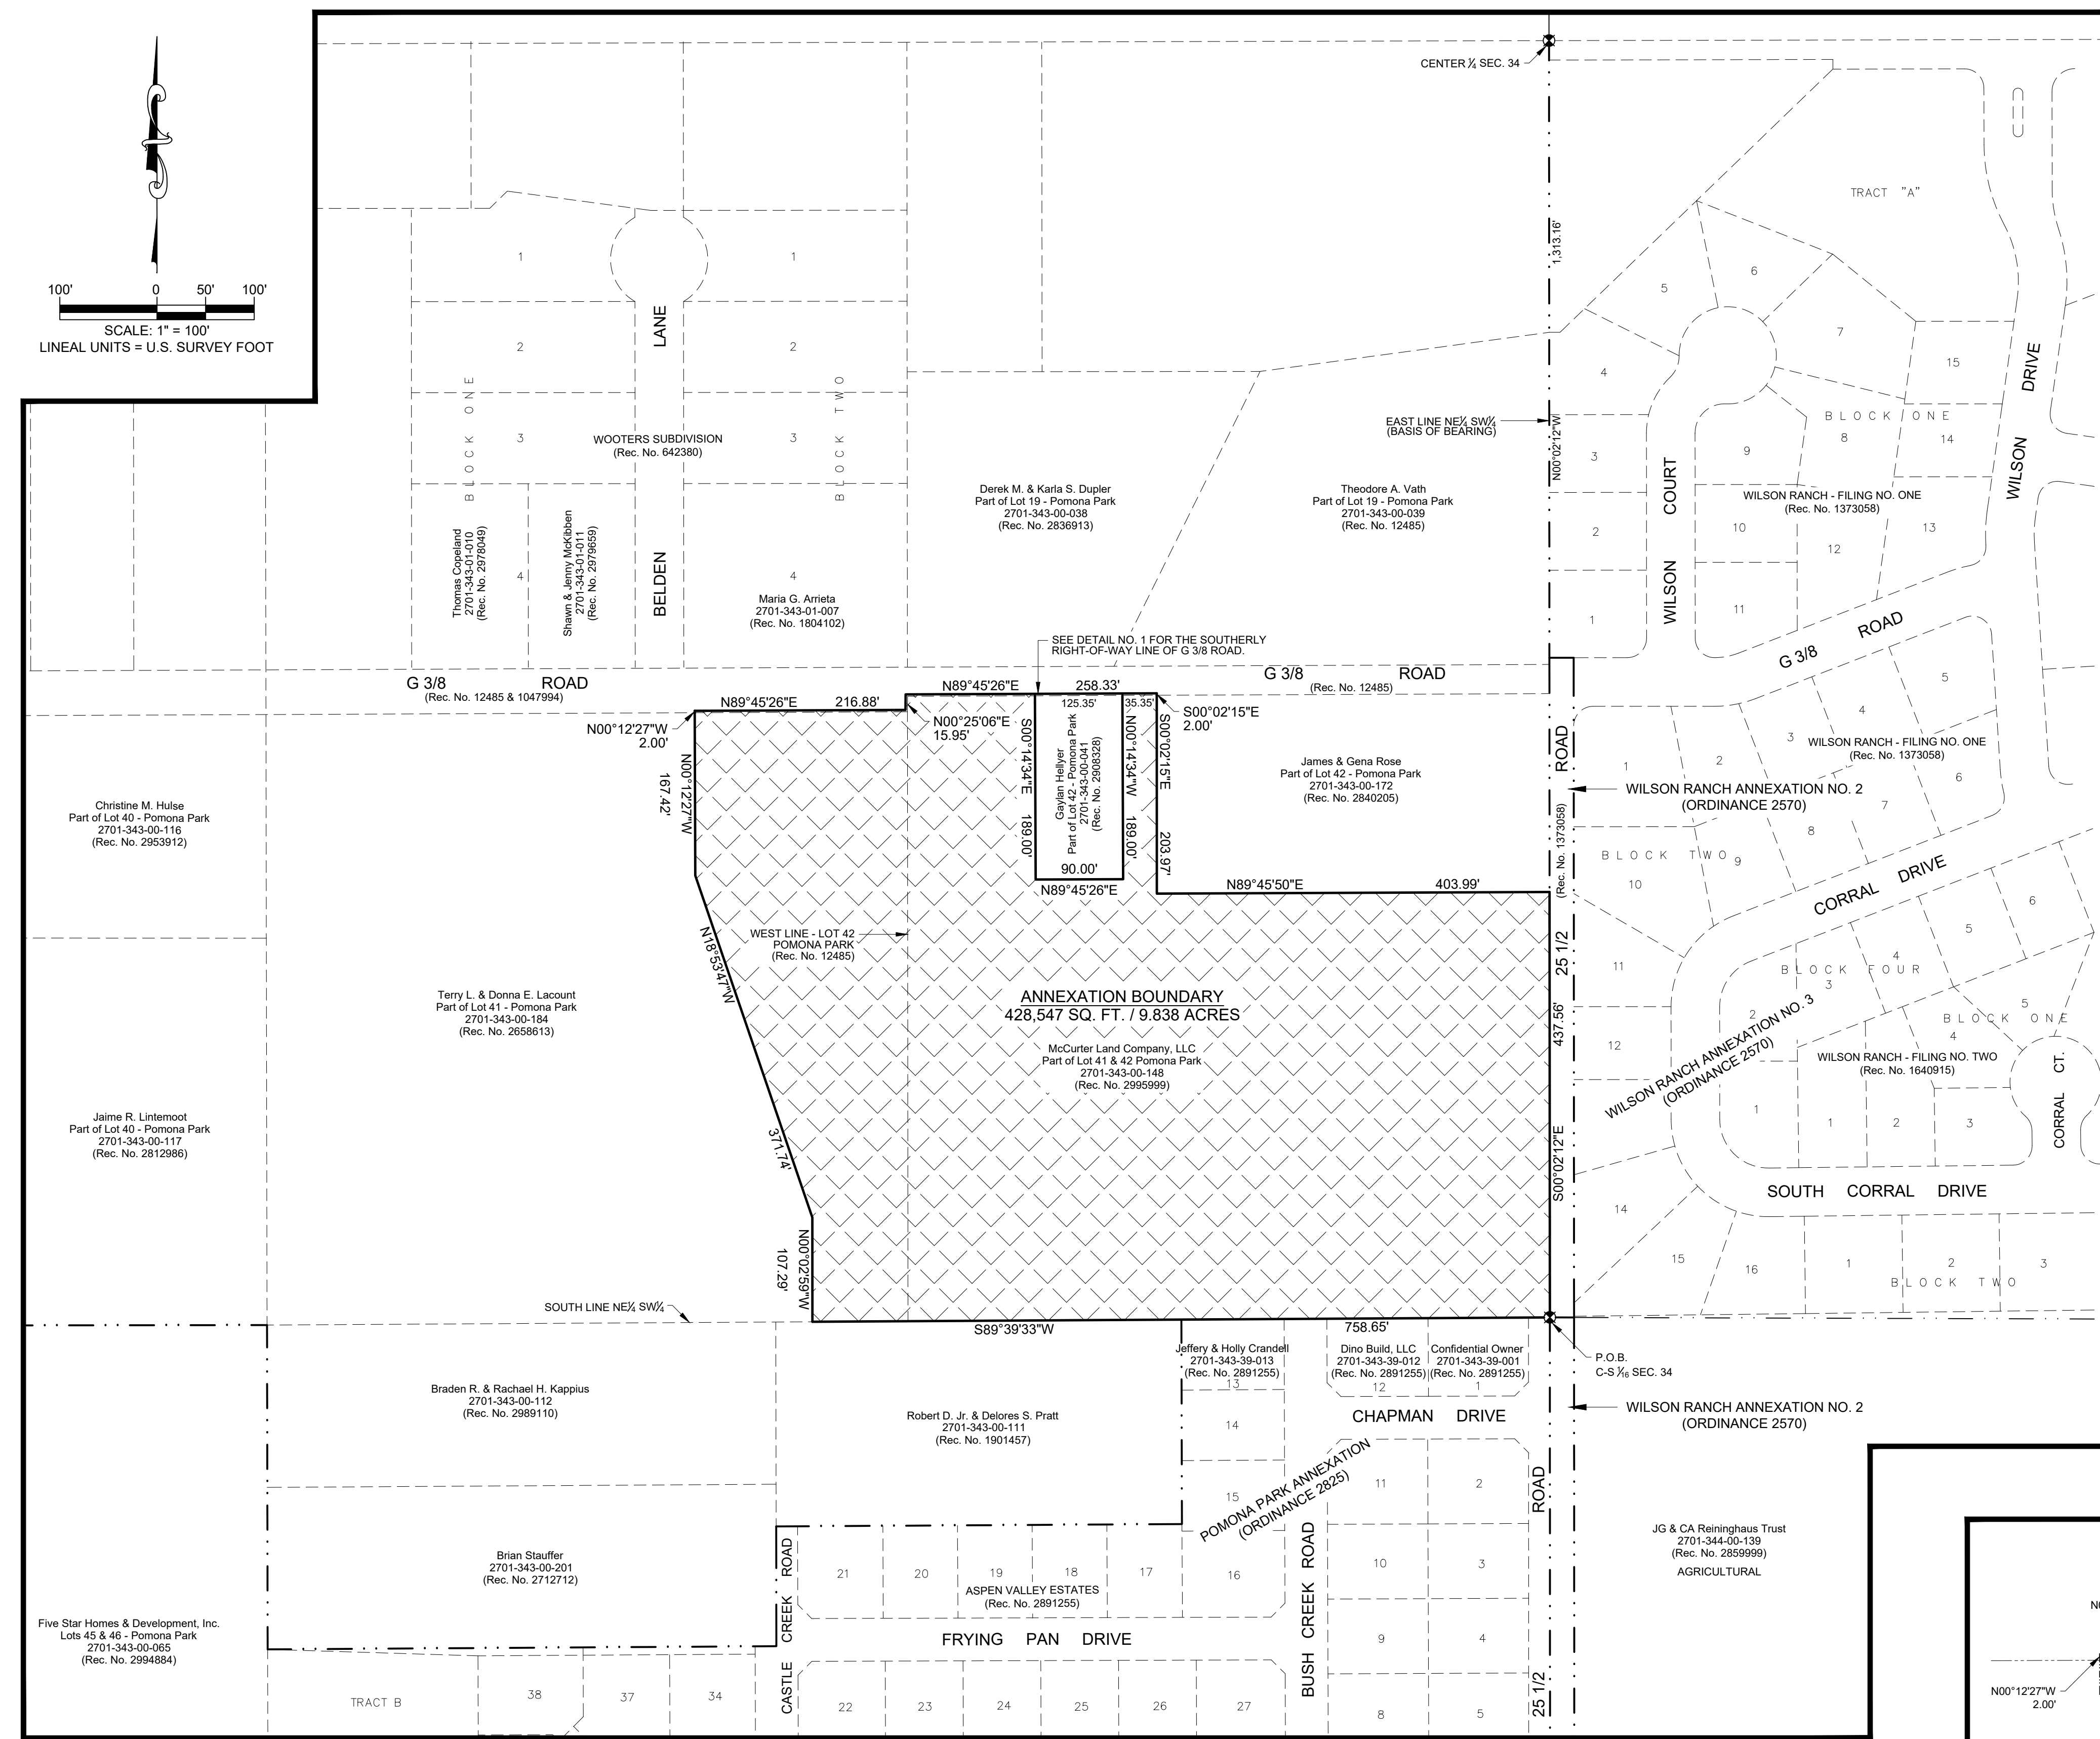 CENTER ¼ SEC. 34
100' 0 50' 100'
SCALE: 1" = 100'
LINEAL UNITS = U.S. SURVEY FOOT
TRACT "A"
1,313.16'
1
1
2
2
3
3
4
4
LANE
BELDEN
BLOCK ONE
BLOCK TWO
WOOTERS SUBDIVISION
(Rec. No. 642380)
Thomas Copeland
2701-343-01-010
(Rec. No. 2978049)
Shawn & Jenny McKibben
2701-343-01-011
(Rec. No. 2979659)
Maria G. Arrieta
2701-343-01-007
(Rec. No. 1804102)
Derek M. & Karla S. Dupler
Part of Lot 19 - Pomona Park
2701-343-00-038
(Rec. No. 2836913)
Theodore A. Vath
Part of Lot 19 - Pomona Park
2701-343-00-039
(Rec. No. 12485)
EAST LINE NE¼ SW¼
(BASIS OF BEARING)
N00°02'12"W
5
6
7
15
4
3
2
1
9
8
14
10
12
13
11
BLOCK ONE
WILSON COURT
WILSON DRIVE
WILSON RANCH - FILING NO. ONE
(Rec. No. 1373058)
G 3/8 ROAD
SEE DETAIL NO. 1 FOR THE SOUTHERLY
RIGHT-OF-WAY LINE OF G 3/8 ROAD.
G 3/8 ROAD
(Rec. No. 12485 & 1047994)
G 3/8 ROAD
(Rec. No. 12485)
N89°45'26"E 216.88'
N89°45'26"E 258.33'
125.35'
35.35'
N00°12'27"W
2.00'
N00°25'06"E
15.95'
S00°02'15"E
2.00'
N00°12'27"W
167.42'
S00°14'34"E 189.00'
Gaylan Hellyer
Part of Lot 42 - Pomona Park
2701-343-00-041
(Rec. No. 2908328)
N00°14'34"W 189.00'
S00°02'15"E 203.97'
90.00'
N89°45'26"E
James & Gena Rose
Part of Lot 42 - Pomona Park
2701-343-00-172
(Rec. No. 2840205)
N89°45'50"E 403.99'
Christine M. Hulse
Part of Lot 40 - Pomona Park
2701-343-00-116
(Rec. No. 2953912)
WEST LINE - LOT 42
POMONA PARK
(Rec. No. 12485)
N18°53'47"W
371.74'
ANNEXATION BOUNDARY
428,547 SQ. FT. / 9.838 ACRES
McCurter Land Company, LLC
Part of Lot 41 & 42 Pomona Park
2701-343-00-148
(Rec. No. 2995999)
Terry L. & Donna E. Lacount
Part of Lot 41 - Pomona Park
2701-343-00-184
(Rec. No. 2658613)
Jaime R. Lintemoot
Part of Lot 40 - Pomona Park
2701-343-00-117
(Rec. No. 2812986)
N00°02'59"W
107.29'
SOUTH LINE NE¼ SW¼
S89°39'33"W 758.65'
25 1/2 ROAD
(Rec. No. 1373058)
437.56'
S00°02'12"E
5
4
3
2
1
6
7
8
9
10
11
12
14
15
16
WILSON RANCH - FILING NO. ONE
(Rec. No. 1373058)
WILSON RANCH ANNEXATION NO. 2
(ORDINANCE 2570)
BLOCK TWO
CORRAL DRIVE
6
5
4
3
2
1
BLOCK FOUR
WILSON RANCH ANNEXATION NO. 3
(ORDINANCE 2570)
5
BLOCK ONE
4
WILSON RANCH - FILING NO. TWO
(Rec. No. 1640915)
1
2
3
CORRAL CT.
SOUTH CORRAL DRIVE
1
2
3
BLOCK TWO
P.O.B.
C-S 1⁄16 SEC. 34
WILSON RANCH ANNEXATION NO. 2
(ORDINANCE 2570)
Jeffery & Holly Crandell
2701-343-39-013
(Rec. No. 2891255)
13
Dino Build, LLC
2701-343-39-012
(Rec. No. 2891255)
12
Confidential Owner
2701-343-39-001
(Rec. No. 2891255)
1
Braden R. & Rachael H. Kappius
2701-343-00-112
(Rec. No. 2989110)
Robert D. Jr. & Delores S. Pratt
2701-343-00-111
(Rec. No. 1901457)
CHAPMAN DRIVE
14
15
POMONA PARK ANNEXATION
(ORDINANCE 2825)
11
2
10
3
9
4
8
5
BUSH CREEK ROAD
25 1/2 ROAD
JG & CA Reininghaus Trust
2701-344-00-139
(Rec. No. 2859999)
AGRICULTURAL
Brian Stauffer
2701-343-00-201
(Rec. No. 2712712)
CASTLE CREEK ROAD
21
20
19
18
17
16
ASPEN VALLEY ESTATES
(Rec. No. 2891255)
FRYING PAN DRIVE
Five Star Homes & Development, Inc.
Lots 45 & 46 - Pomona Park
2701-343-00-065
(Rec. No. 2994884)
TRACT B
38
37
34
22
23
24
25
26
27
N00°12'27"W
2.00'